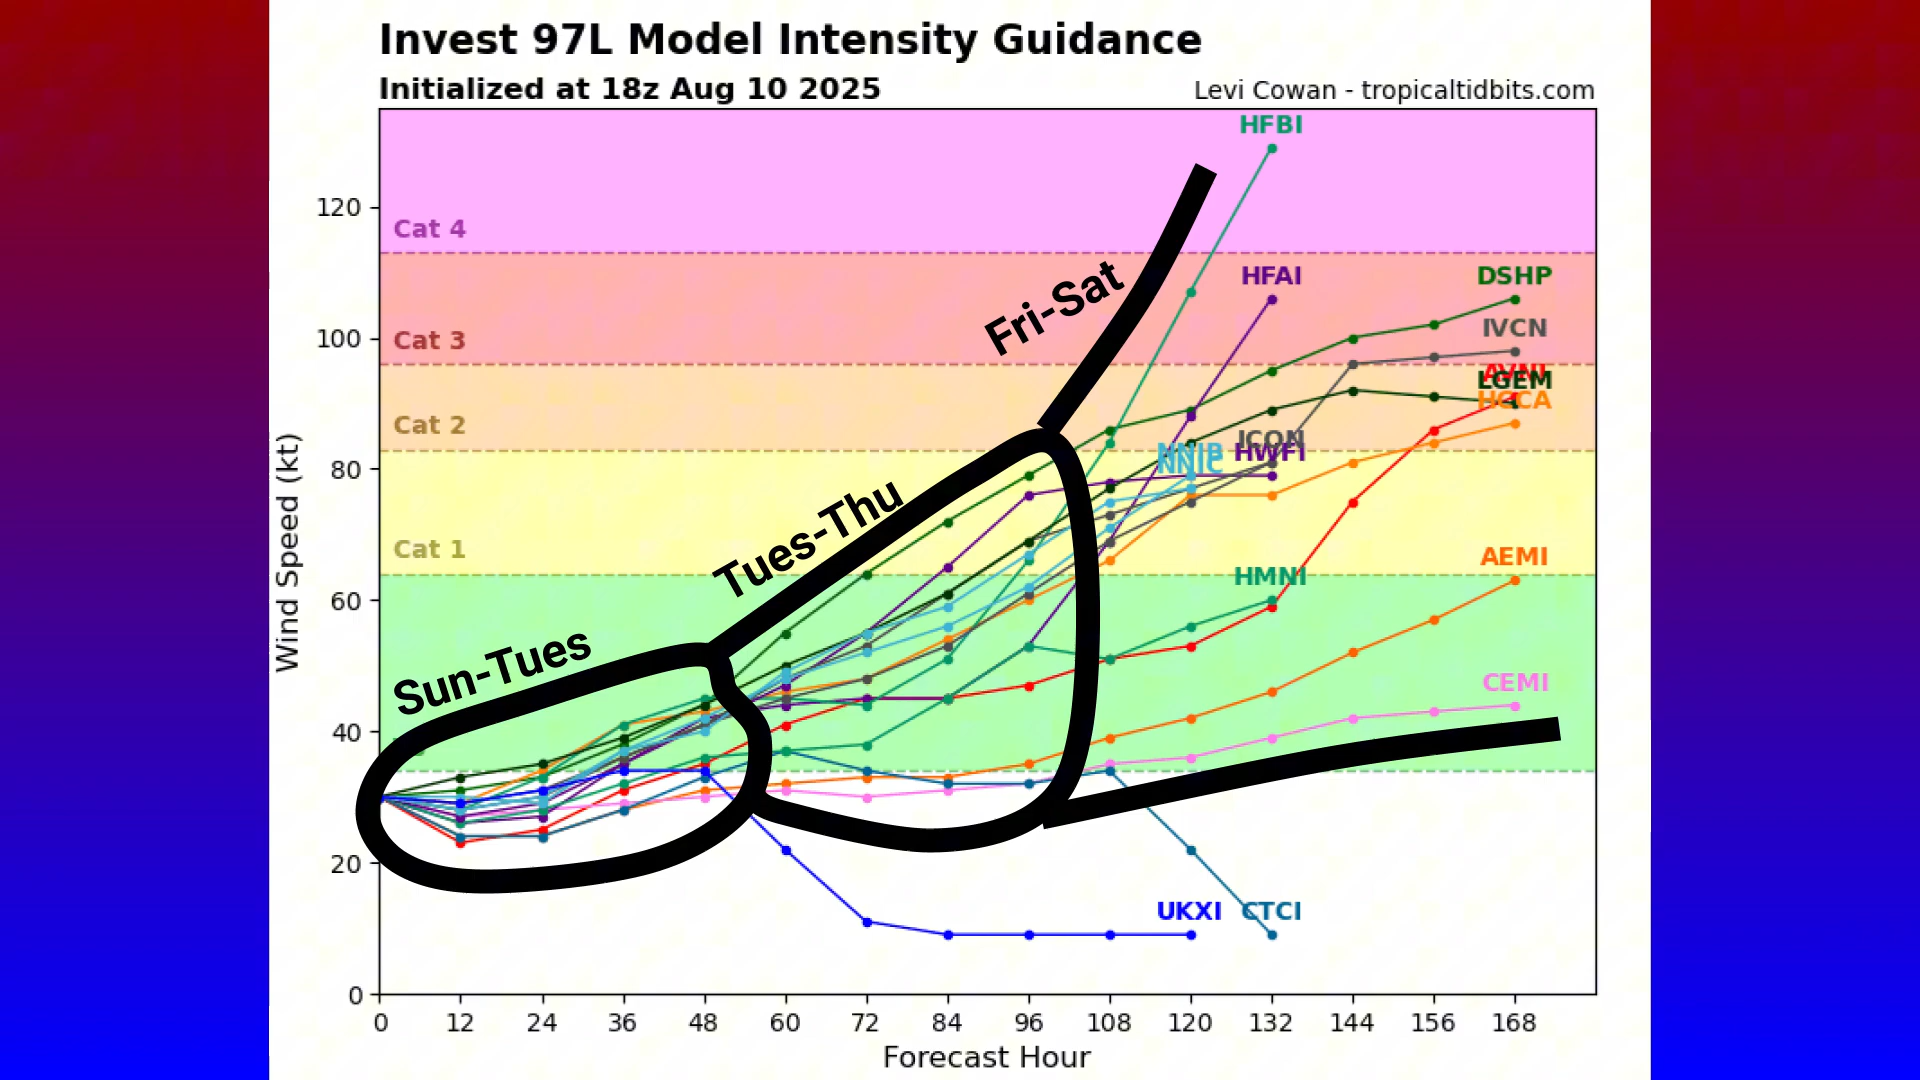 Invest 97L Model Intensity Guidance
Initialized at 18z Aug 10 2025
Levi Cowan - tropicaltidbits.com
HFBI
120
Cat 4
Fri-Sat
HFAI
DSHP
IVCN
100
Cat 3
AVNI
LGEM
HCCA
Cat 2
ICON
NNIB
HWFI
NNIC
80
Tues-Thu
Cat 1
AEMI
HMNI
60
Wind Speed (kt)
Sun-Tues
CEMI
40
20
UKXI
CTCI
0
0 12 24 36 48 60 72 84 96 108 120 132 144 156 168
Forecast Hour